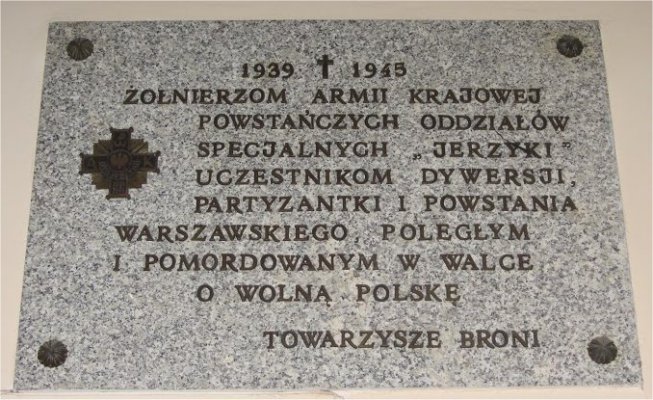 1939 ✝ 1945
ŻOŁNIERZOM ARMII KRAJOWEJ
POWSTAŃCZYCH ODDZIAŁÓW
SPECJALNYCH „JERZYKI”
UCZESTNIKOM DYWERSJI,
PARTYZANTKI I POWSTANIA
WARSZAWSKIEGO, POLEGŁYM
I POMORDOWANYM W WALCE
O WOLNĄ POLSKĘ
TOWARZYSZE BRONI